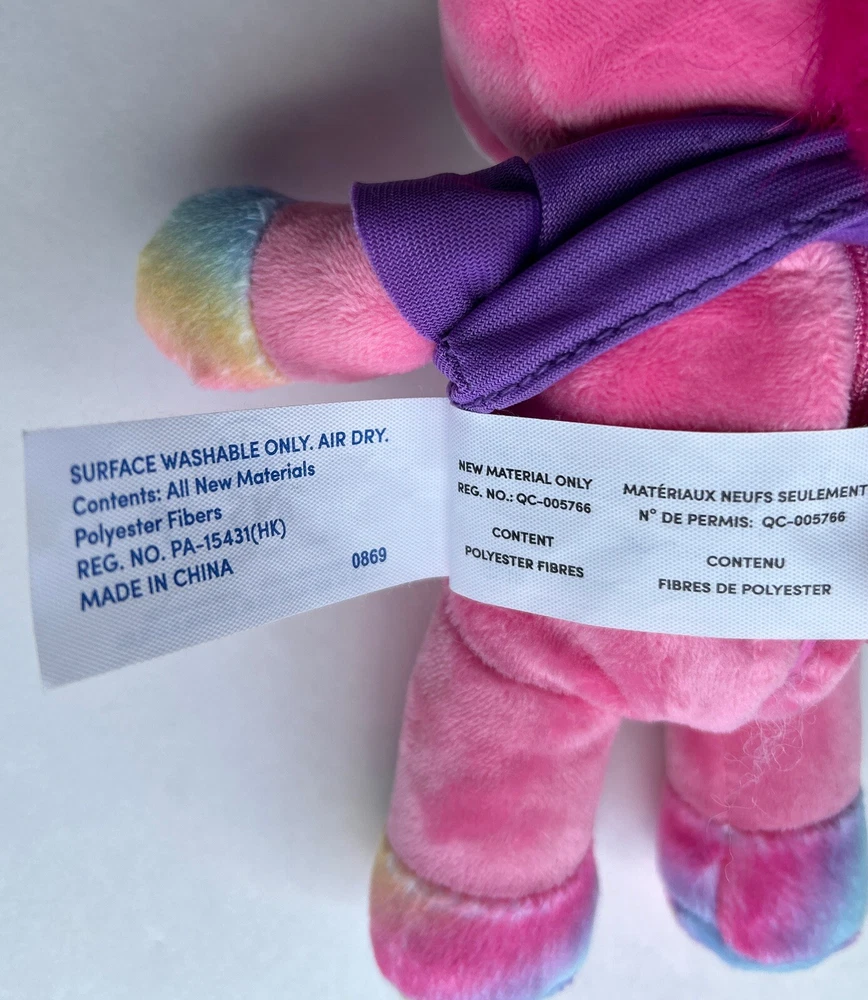 SURFACE WASHABLE ONLY. AIR DRY.
Contents: All New Materials
Polyester Fibers
REG. NO. PA-15431(HK)
MADE IN CHINA
0869
NEW MATERIAL ONLY
REG. NO.: QC-005766
CONTENT
POLYESTER FIBRES
MATÉRIAUX NEUFS SEULEMENT
N° DE PERMIS: QC-005766
CONTENU
FIBRES DE POLYESTER